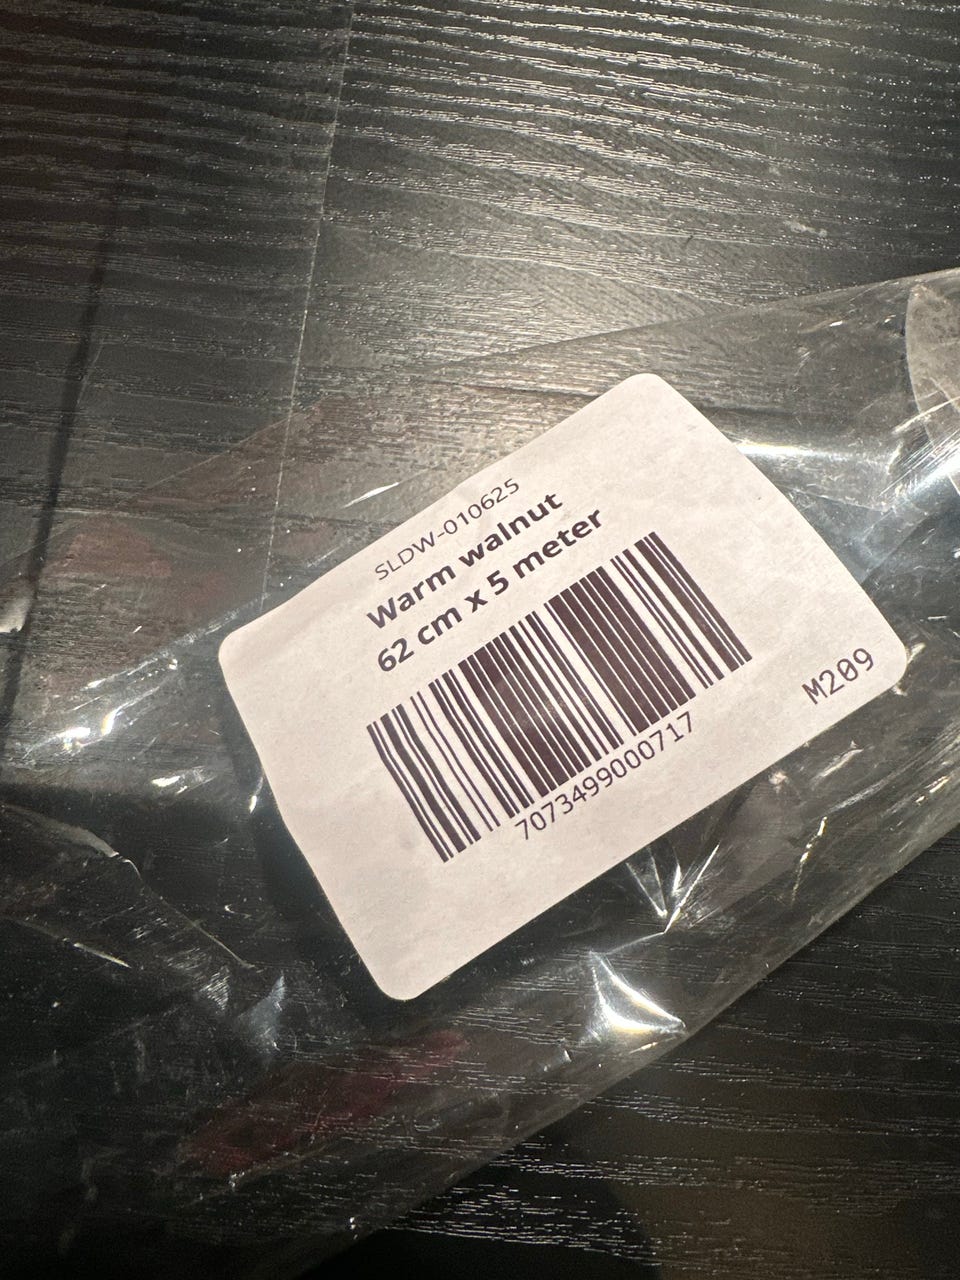 SLDW-010625
Warm walnut
62 cm x 5 meter
7073499000717
M209